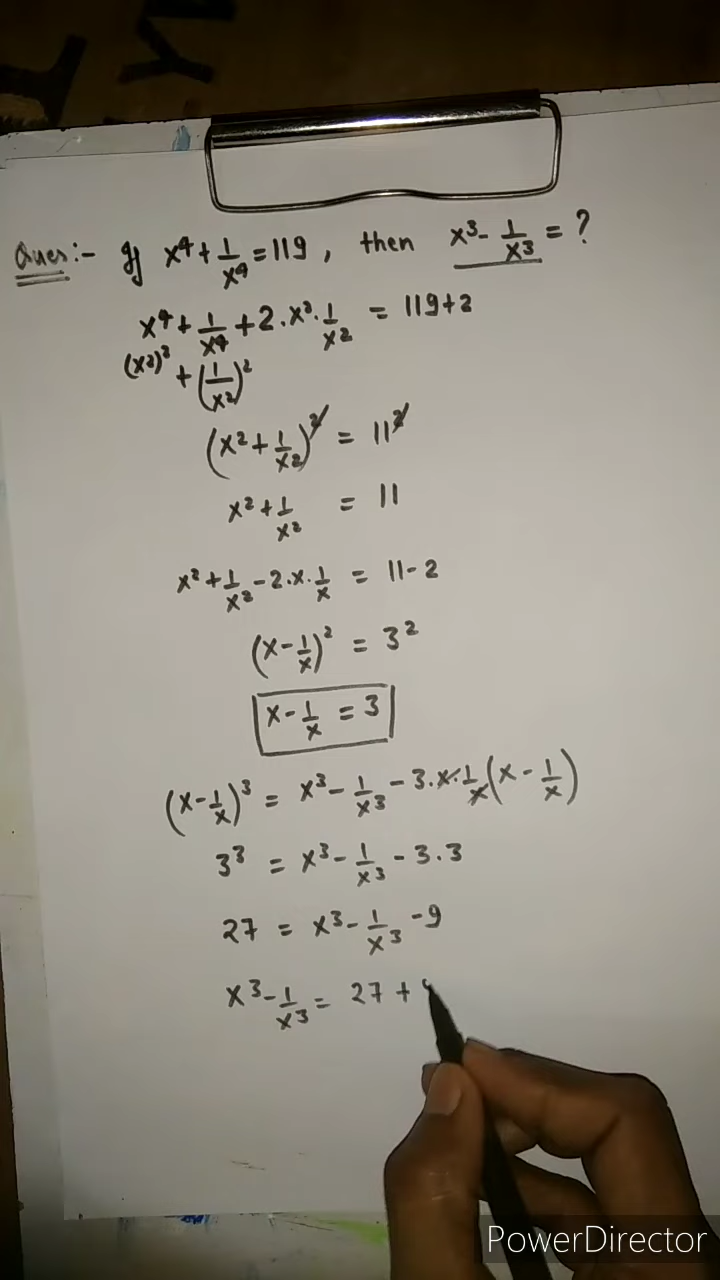 Ques:- If x⁴ + 1/x⁴ = 119, then x³ - 1/x³ = ?
x⁴ + 1/x⁴ + 2.x².1/x² = 119+2
(x²)² + (1/x²)²
(x² + 1/x²)² = 11²
x² + 1/x² = 11
x² + 1/x² - 2.x.1/x = 11-2
(x - 1/x)² = 3²
x - 1/x = 3
(x - 1/x)³ = x³ - 1/x³ - 3.x.1/x(x - 1/x)
3³ = x³ - 1/x³ - 3.3
27 = x³ - 1/x³ - 9
x³ - 1/x³ = 27 +
PowerDirector